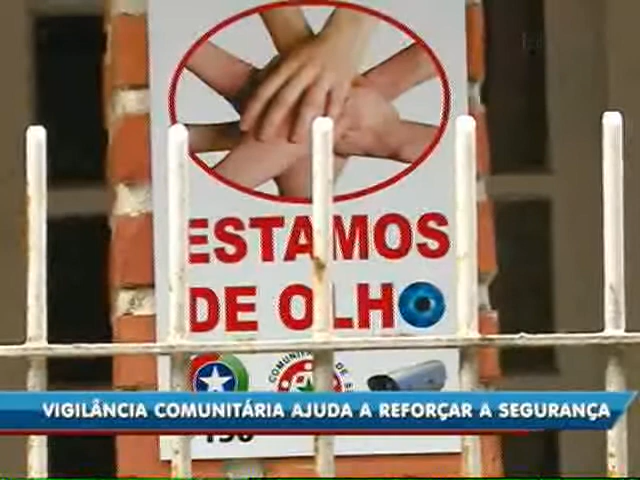 ESTAMOS
DE OLHO
VIGILÂNCIA COMUNITÁRIA AJUDA A REFORÇAR A SEGURANÇA